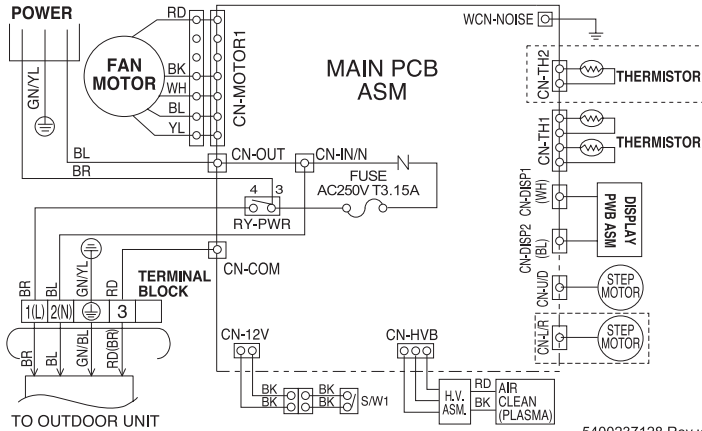 POWER
RD
WCN-NOISE
FAN
MOTOR
BK
WH
BL
YL
CN-MOTOR1
MAIN PCB
ASM
CN-TH2
THERMISTOR
GN/YL
CN-TH1
THERMISTOR
BL
CN-OUT
CN-IN/N
N
BR
FUSE
AC250V T3.15A
4 3
RY-PWR
CN-DISP1
(WH)
DISPLAY
PWB ASM
CN-DISP2
(BL)
CN-COM
TERMINAL
BLOCK
BR
BL
GN/YL
RD
1(L)
2(N)
3
CN-U/D
STEP
MOTOR
CN-L/R
STEP
MOTOR
CN-12V
CN-HVB
BR
BL
GN/BL
RD(BR)
BK
BK
BK
BK
S/W1
H.V.
ASM.
RD
BK
AIR
CLEAN
(PLASMA)
TO OUTDOOR UNIT